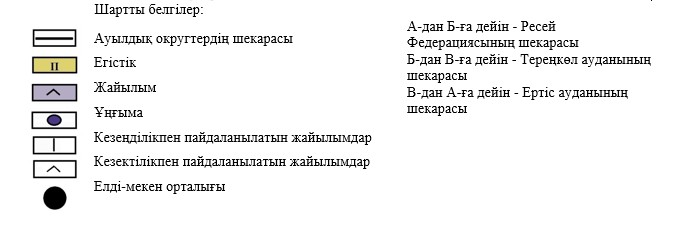 Шартты белгілер:
Ауылдық округтердің шекарасы
II
Егістік
Жайылым
Ұңғыма
Кезеңділікпен пайдаланылатын жайылымдар
Кезектілікпен пайдаланылатын жайылымдар
Елді-мекен орталығы
А-дан Б-ға дейін - Ресей
Федерациясының шекарасы
Б-дан В-ға дейін - Тереңкөл ауданының
шекарасы
В-дан А-ға дейін - Ертіс ауданының
шекарасы